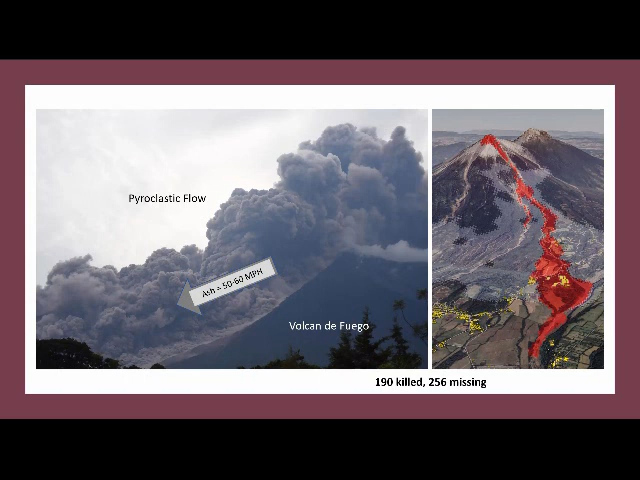 Pyroclastic Flow
Ash = 50-60 MPH
Volcan de Fuego
190 killed, 256 missing